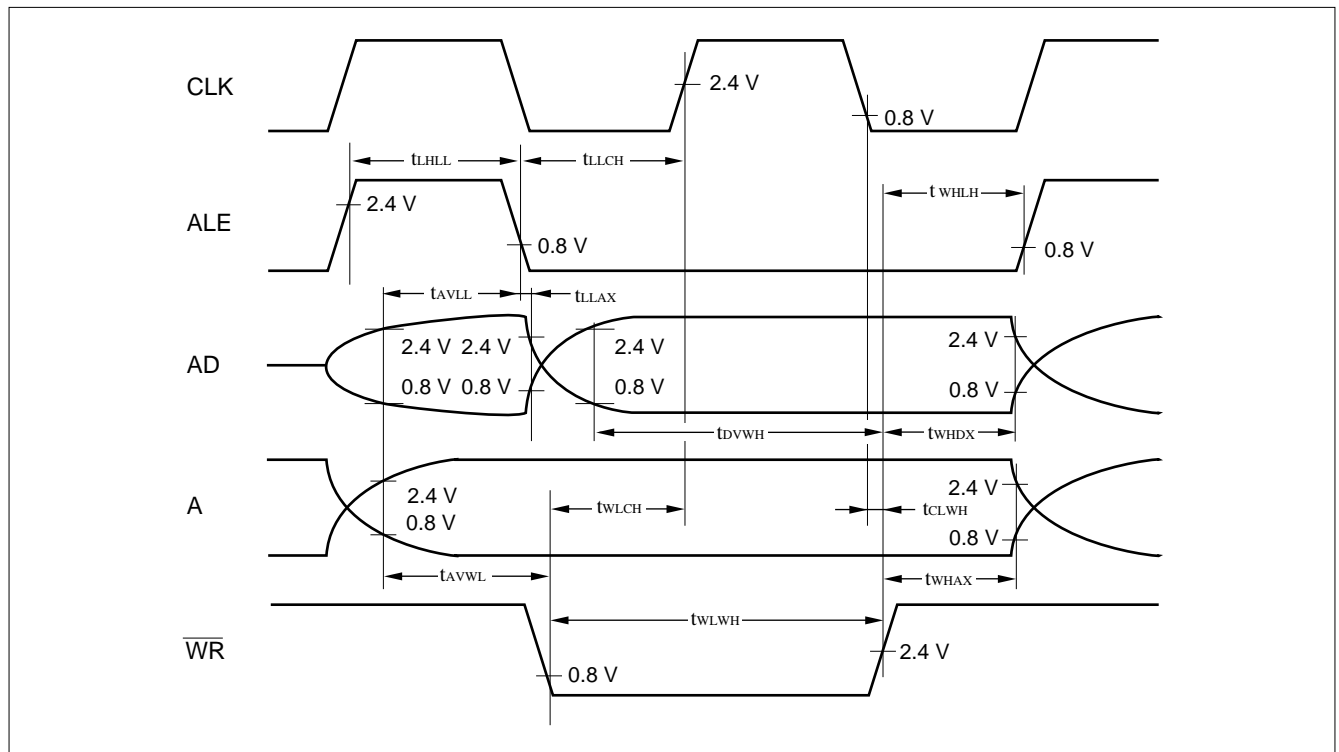 CLK
2.4 V
0.8 V
tLHLL
tLLCH
t WHLH
ALE
2.4 V
0.8 V
0.8 V
tAVLL
tLLAX
AD
2.4 V 2.4 V
2.4 V
2.4 V
0.8 V 0.8 V
0.8 V
0.8 V
tDVWH
tWHDX
A
2.4 V
0.8 V
tWLCH
2.4 V
tCLWH
0.8 V
tAVWL
tWHAX
tWLWH
WR
0.8 V
2.4 V